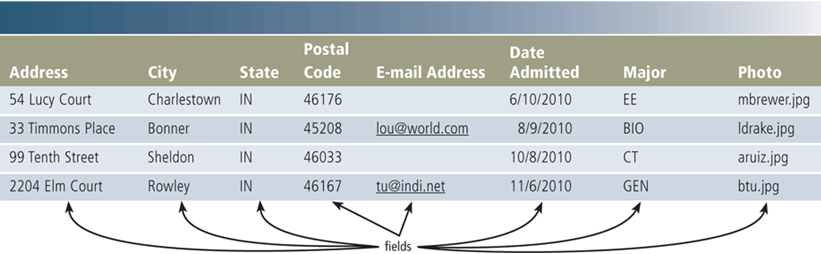 Address City State Postal Code E-mail Address Date Admitted Major Photo
54 Lucy Court Charlestown IN 46176 6/10/2010 EE mbrewer.jpg
33 Timmons Place Bonner IN 45208 lou@world.com 8/9/2010 BIO ldrake.jpg
99 Tenth Street Sheldon IN 46033 10/8/2010 CT aruiz.jpg
2204 Elm Court Rowley IN 46167 tu@indi.net 11/6/2010 GEN btu.jpg
fields